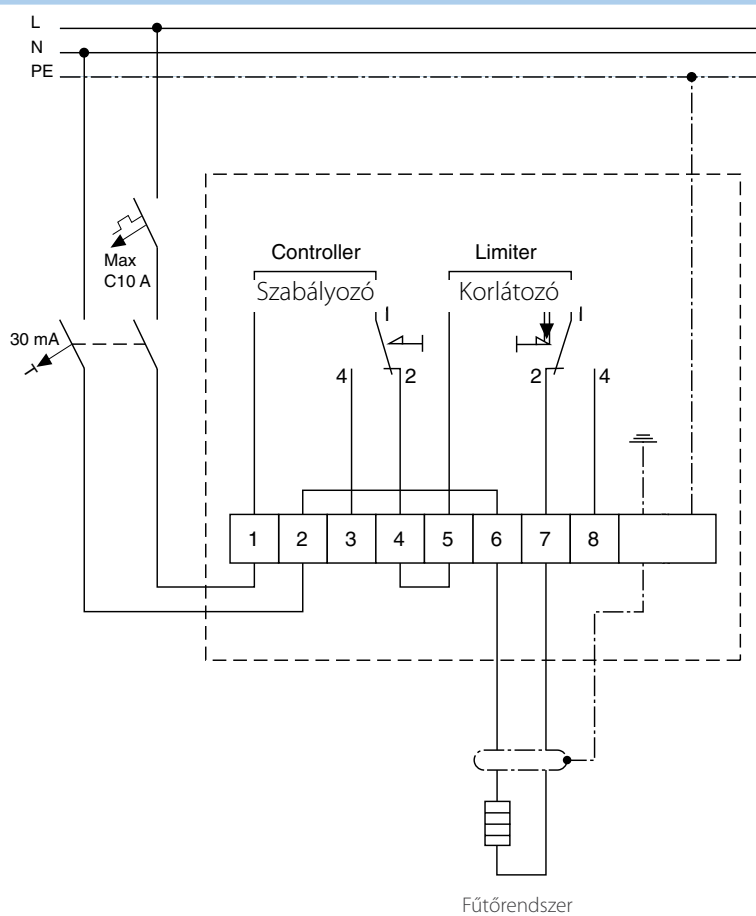 L
N
PE
Max
C10 A
30 mA
Controller
Limiter
Szabályozó
Korlátozó
I
I
4
2
2
4
1 2 3 4 5 6 7 8
Fűtőrendszer